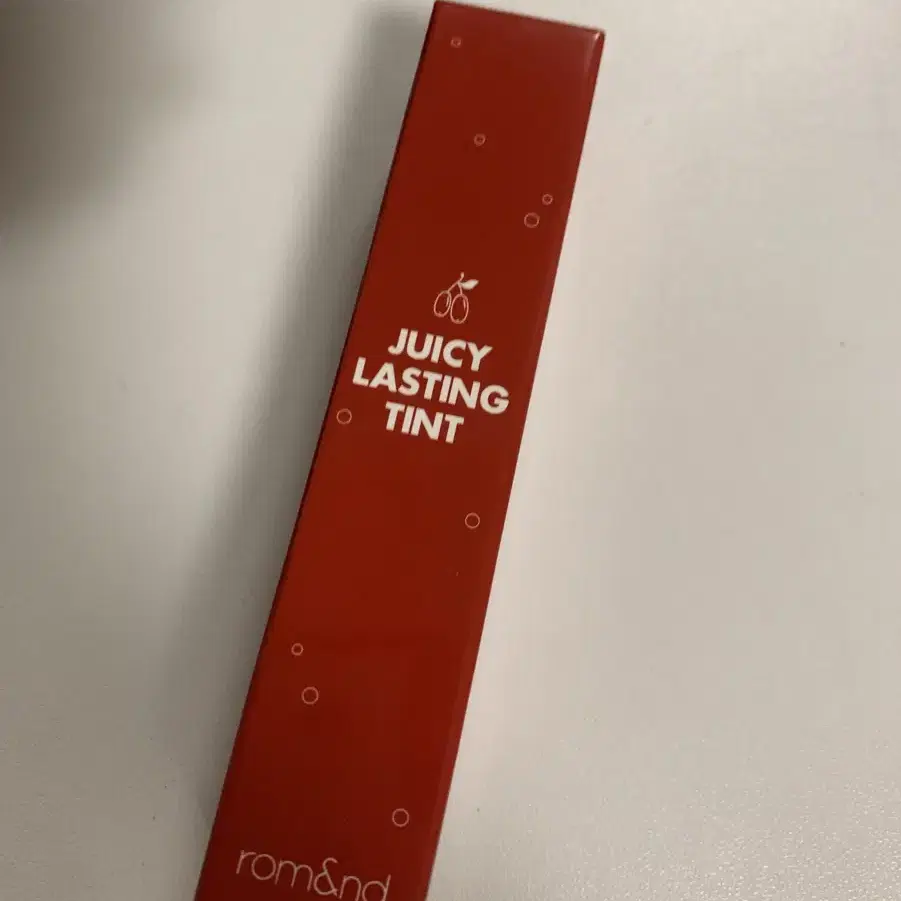 JUICY
LASTING
TINT
rom&nd